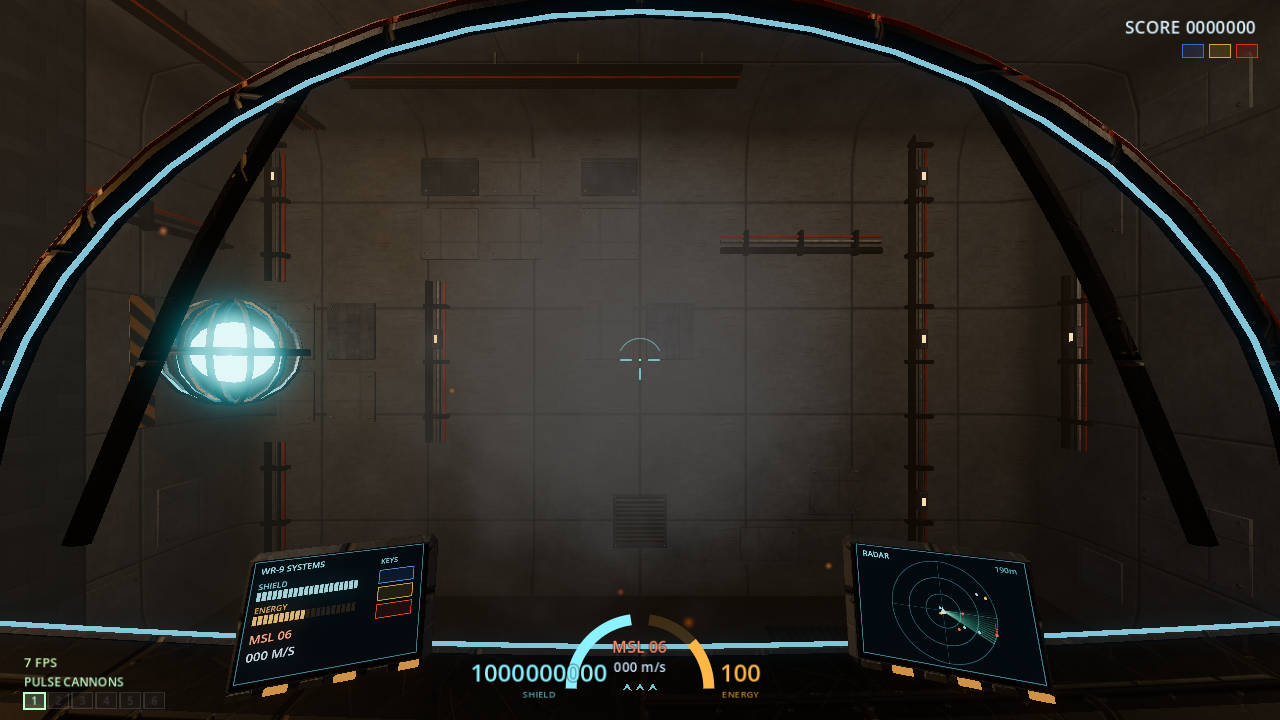 SCORE 0000000
WR-9 SYSTEMS
KEYS
SHIELD
ENERGY
MSL 06
000 M/S
RADAR
190m
MSL 06
000 m/s
1000000000
SHIELD
100
ENERGY
7 FPS
PULSE CANNONS
1 2 3 4 5 6